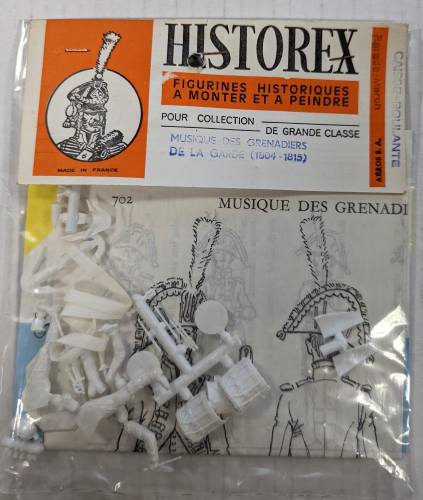 HISTOREX
FIGURINES HISTORIQUES
A MONTER ET A PEINDRE
POUR COLLECTION
DE GRANDE CLASSE
MUSIQUE DES GRENADIERS
DE LA GARDE (1804-1815)
MADE IN FRANCE
CAISSE-ROULANTE
ARROS S. A.
702
MUSIQUE DES GRENADI